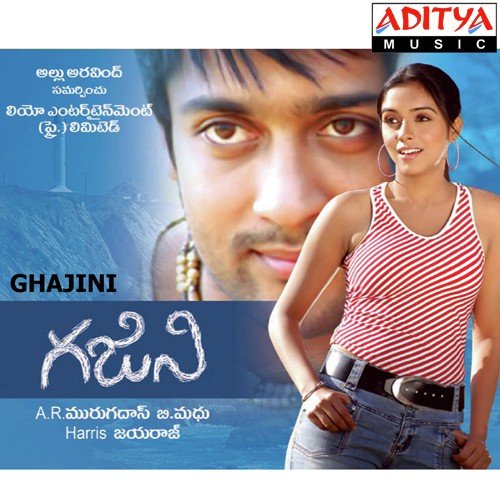 ADITYA
MUSIC
అల్లు అరవింద్
సమర్పించు
లియో ఎంటర్‌టైన్‌మెంట్
(ప్రై.) లిమిటెడ్
GHAJINI
గజిని
A.R.మురుగదాస్ బి.మధు
Harris జయరాజ్